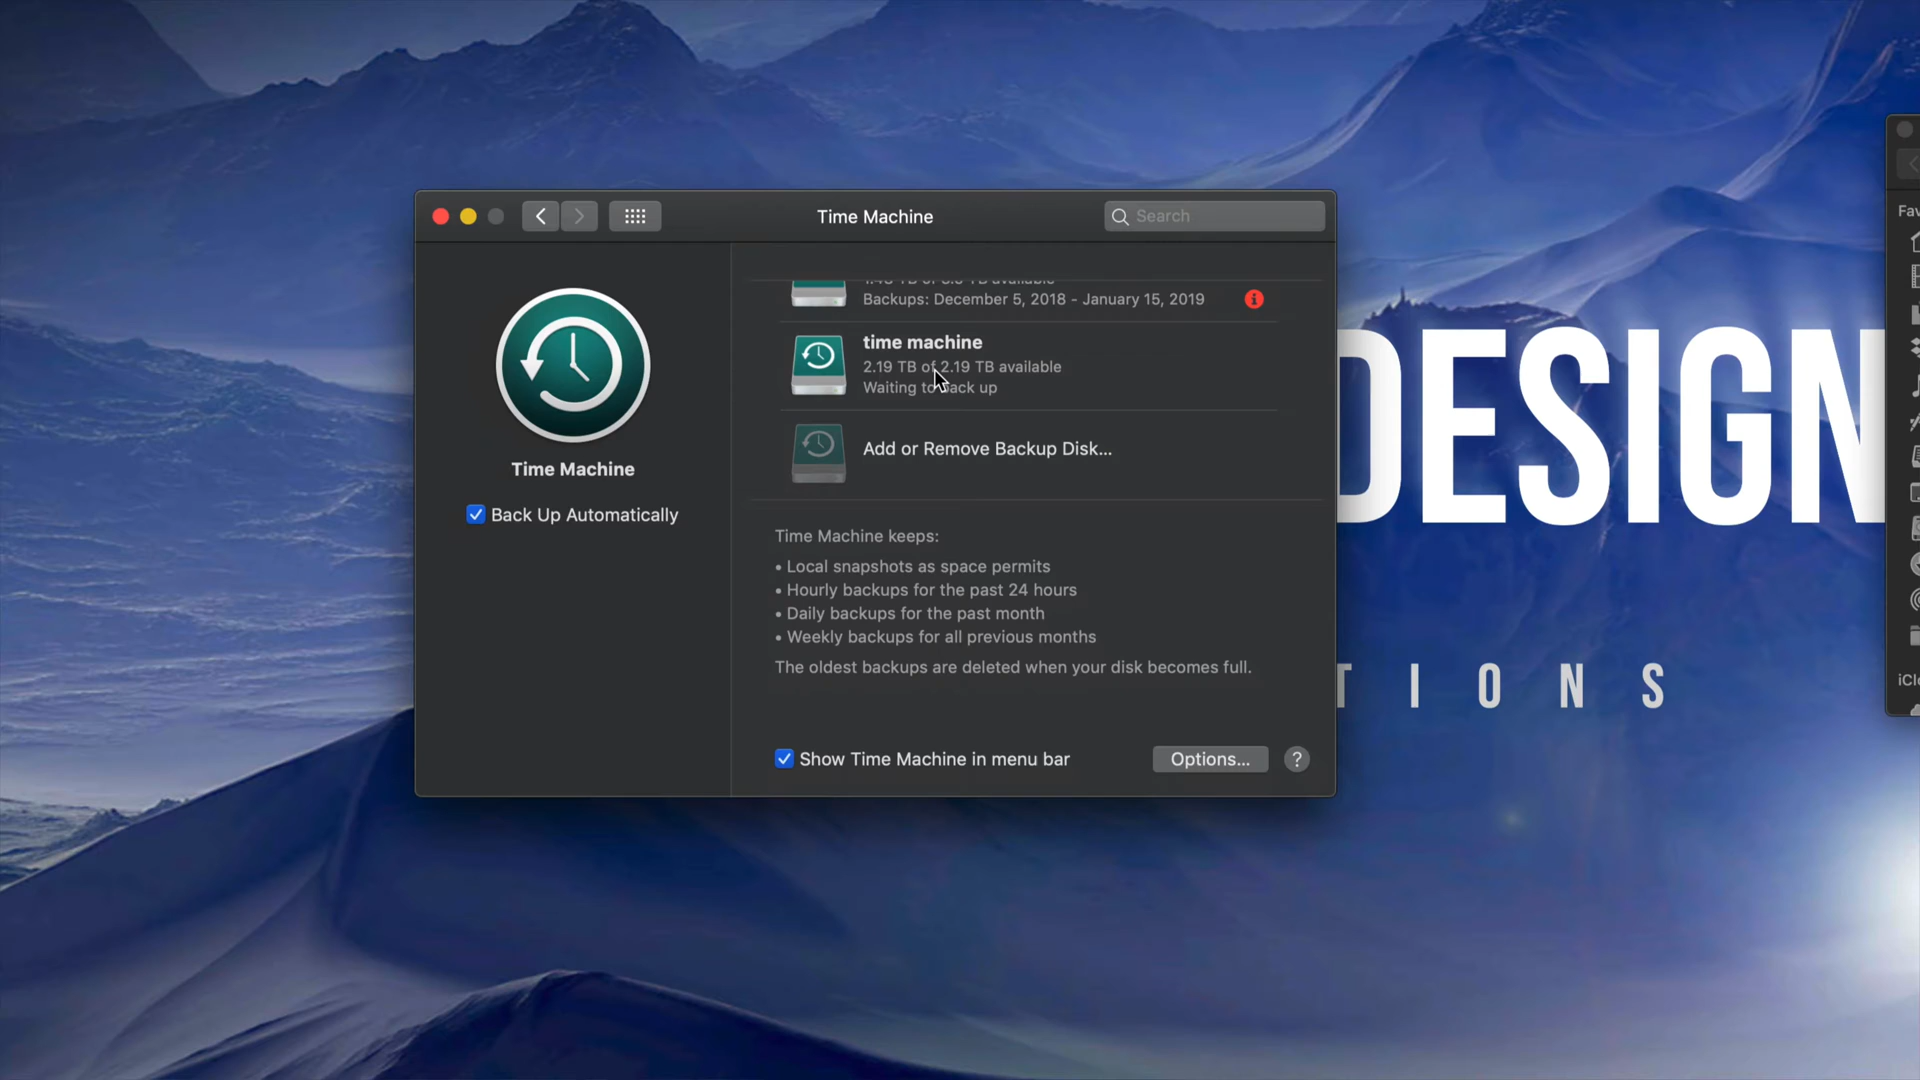 Time Machine
Search
Backups: December 5, 2018 - January 15, 2019
time machine
2.19 TB of 2.19 TB available
Waiting to back up
Add or Remove Backup Disk...
Time Machine
Back Up Automatically
Time Machine keeps:
• Local snapshots as space permits
• Hourly backups for the past 24 hours
• Daily backups for the past month
• Weekly backups for all previous months
The oldest backups are deleted when your disk becomes full.
Show Time Machine in menu bar
Options...
?
DESIGN
TIONS
Fav
iClo